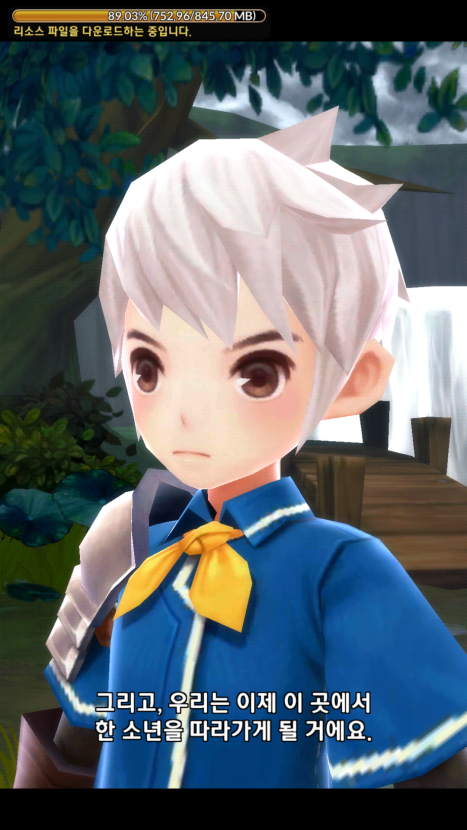 89.03% (752.96/845.70 MB)
리소스 파일을 다운로드하는 중입니다.
그리고, 우리는 이제 이 곳에서
한 소년을 따라가게 될 거에요.